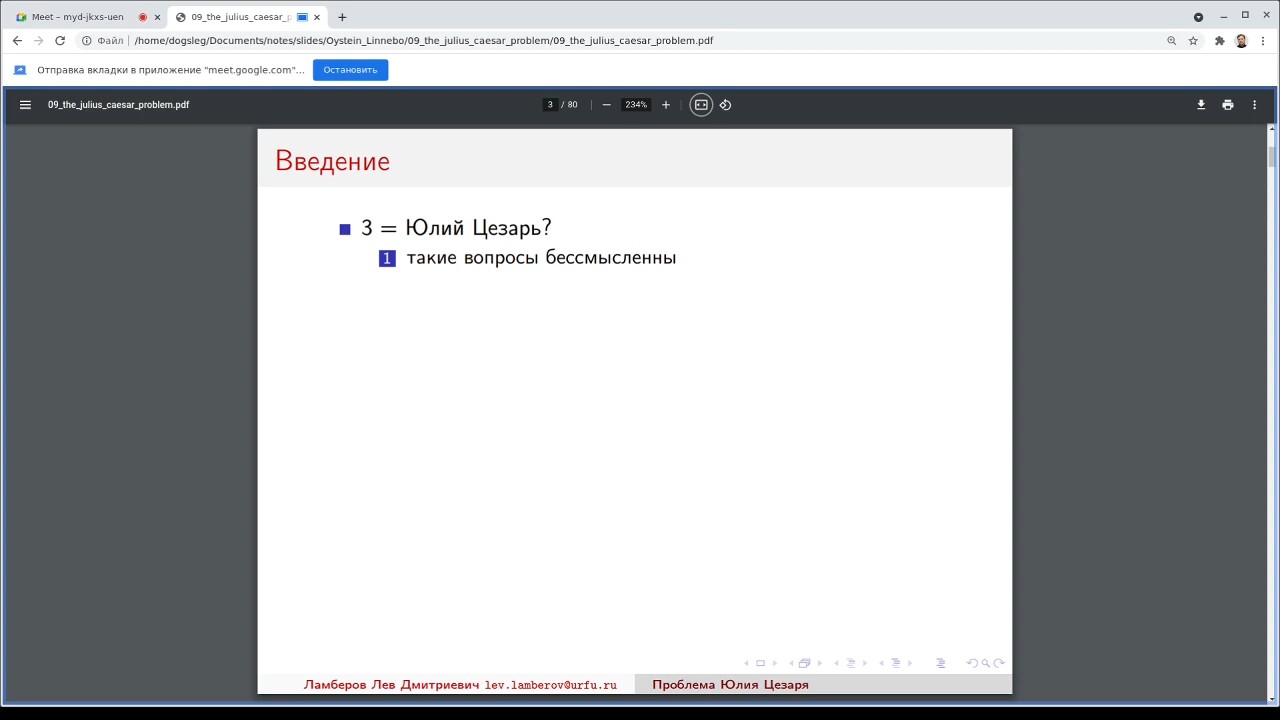 Meet – myd-jkxs-uen
09_the_julius_caesar_p
Файл
/home/dogsleg/Documents/notes/slides/Oystein_Linnebo/09_the_julius_caesar_problem/09_the_julius_caesar_problem.pdf
Отправка вкладки в приложение "meet.google.com"…
Остановить
09_the_julius_caesar_problem.pdf
3 / 80
234%
Введение
3 = Юлий Цезарь?
1 такие вопросы бессмысленны
Ламберов Лев Дмитриевич lev.lamberov@urfu.ru
Проблема Юлия Цезаря